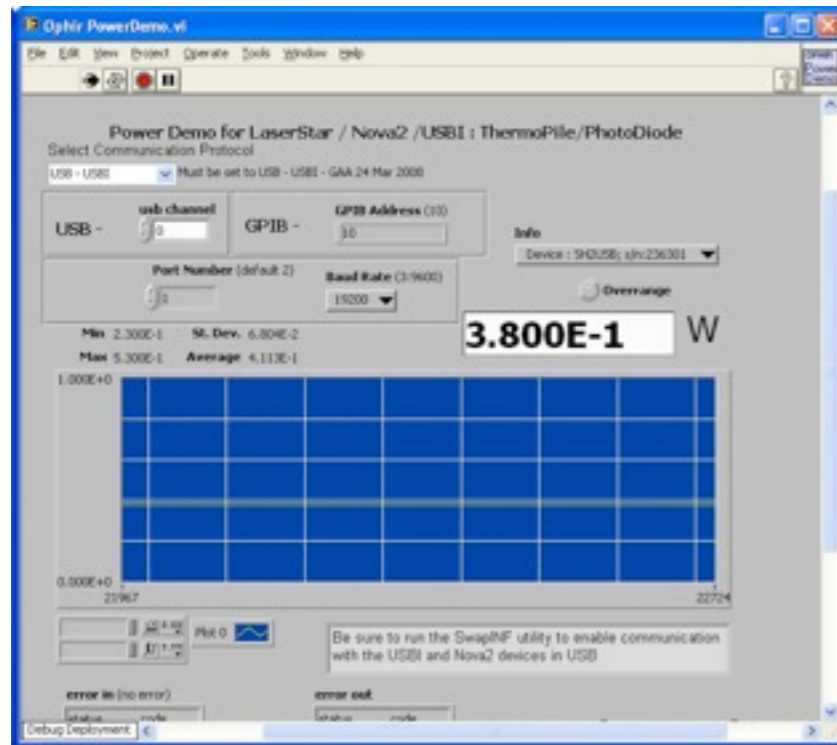 Ophir PowerDemo.vi
File Edit View Project Operate Tools Window Help
Power Demo
Power Demo for LaserStar / Nova2 /USBI : ThermoPile/PhotoDiode
Select Communication Protocol
USB - USBI Must be set to USB - USBI - GAA 24 Mar 2008
usb channel GPIB Address (10)
USB - 0 GPIB - 10
Info
Device : SH2USB; s/n:236301
Port Number (default 2) Baud Rate (3:9600)
19200
Overrange
3.800E-1 W
Min 2.300E-1 St. Dev. 6.804E-2
Max 5.300E-1 Average 4.113E-1
1.000E+0
0.000E+0
21967 22724
Plot 0
Be sure to run the SwapINF utility to enable communication
with the USBI and Nova2 devices in USB
error in (no error) error out
status code status code
Debug Deployment